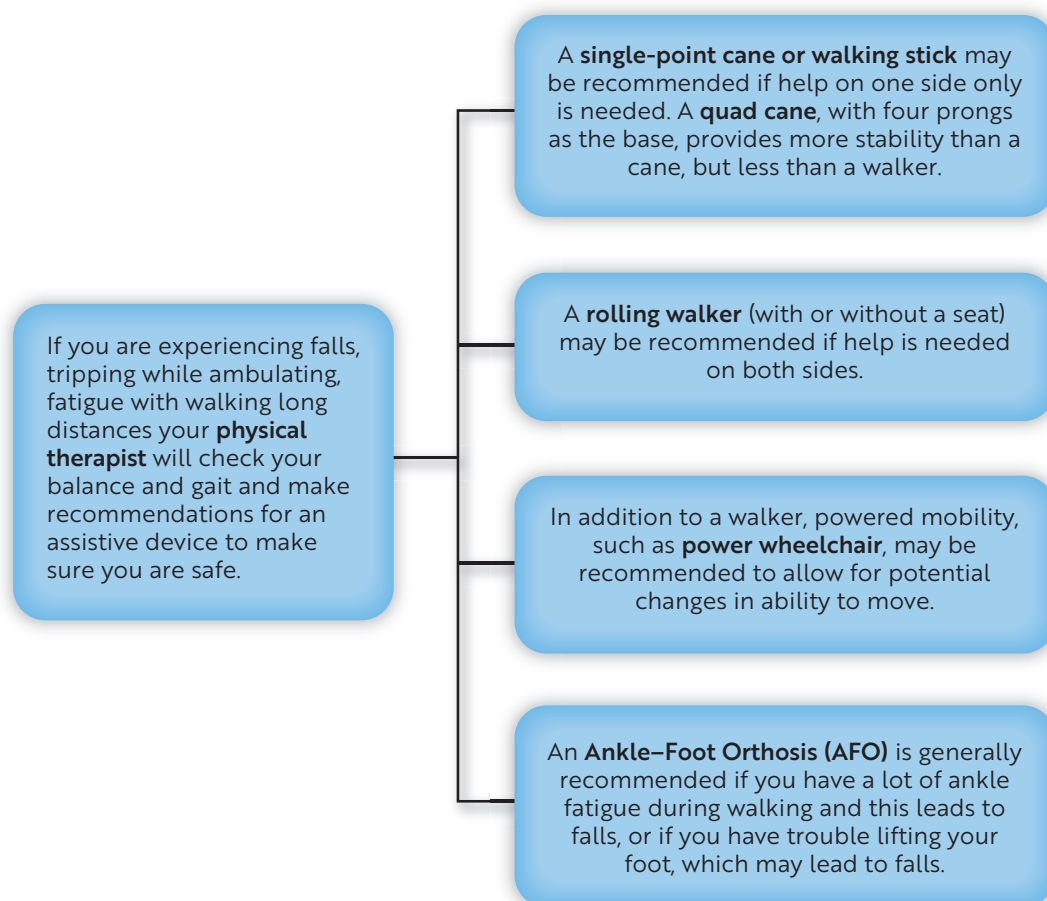 A single-point cane or walking stick may
be recommended if help on one side only
is needed. A quad cane, with four prongs
as the base, provides more stability than a
cane, but less than a walker.
If you are experiencing falls,
tripping while ambulating,
fatigue with walking long
distances your physical
therapist will check your
balance and gait and make
recommendations for an
assistive device to make
sure you are safe.
A rolling walker (with or without a seat)
may be recommended if help is needed
on both sides.
In addition to a walker, powered mobility,
such as power wheelchair, may be
recommended to allow for potential
changes in ability to move.
An Ankle–Foot Orthosis (AFO) is generally
recommended if you have a lot of ankle
fatigue during walking and this leads to
falls, or if you have trouble lifting your
foot, which may lead to falls.